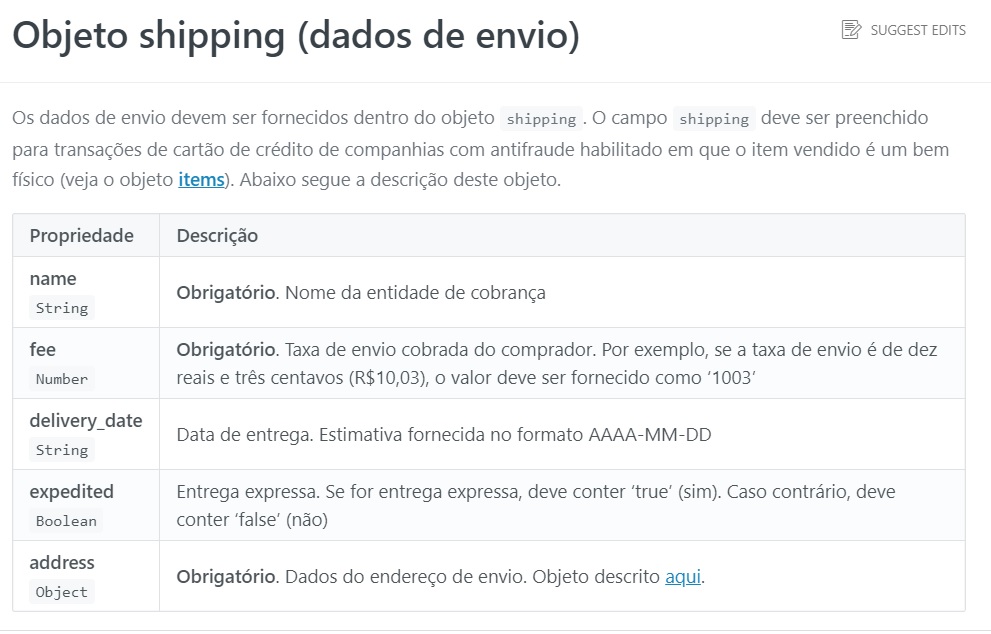 Objeto shipping (dados de envio)
SUGGEST EDITS
Os dados de envio devem ser fornecidos dentro do objeto shipping. O campo shipping deve ser preenchido
para transações de cartão de crédito de companhias com antifraude habilitado em que o item vendido é um bem
físico (veja o objeto items). Abaixo segue a descrição deste objeto.
Propriedade Descrição
name
String
Obrigatório. Nome da entidade de cobrança
fee
Number
Obrigatório. Taxa de envio cobrada do comprador. Por exemplo, se a taxa de envio é de dez
reais e três centavos (R$10,03), o valor deve ser fornecido como ‘1003’
delivery_date
String
Data de entrega. Estimativa fornecida no formato AAAA-MM-DD
expedited
Boolean
Entrega expressa. Se for entrega expressa, deve conter ‘true’ (sim). Caso contrário, deve
conter ‘false’ (não)
address
Object
Obrigatório. Dados do endereço de envio. Objeto descrito aqui.